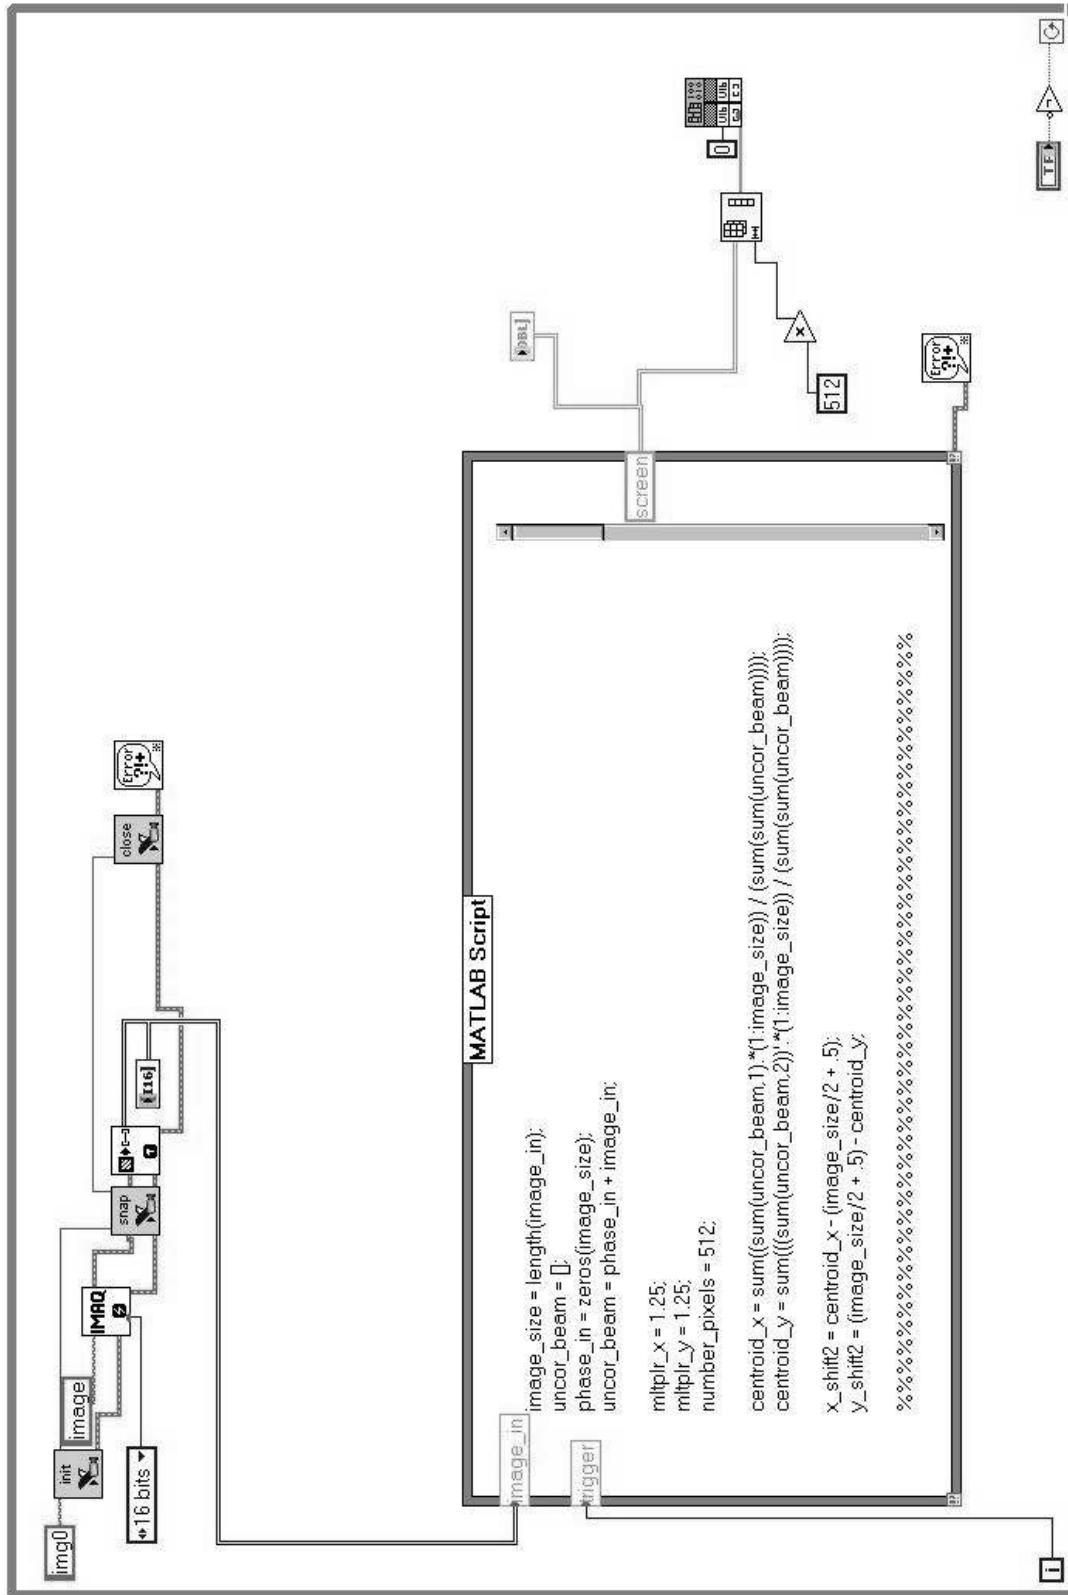 img0
init
image
16 bits
IMAQ
snap
[I16]
close
Error
?!+
MATLAB Script
image_in
trigger
image_size = length(image_in);
uncor_beam = [];
phase_in = zeros(image_size);
uncor_beam = phase_in + image_in;
mltplr_x = 1.25;
mltplr_y = 1.25;
number_pixels = 512;
centroid_x = sum((sum(uncor_beam,1).*(1:image_size)) / (sum(sum(uncor_beam))));
centroid_y = sum(((sum(uncor_beam,2))'.*(1:image_size)) / (sum(sum(uncor_beam))));
x_shift2 = centroid_x - (image_size/2 + .5);
y_shift2 = (image_size/2 + .5) - centroid_y;
%%%%%%%%%%%%%%%%%%%%%%%%%%%%%%%%%%%%
screen
DBL]
512
x
0
Error
?!+
i
TF